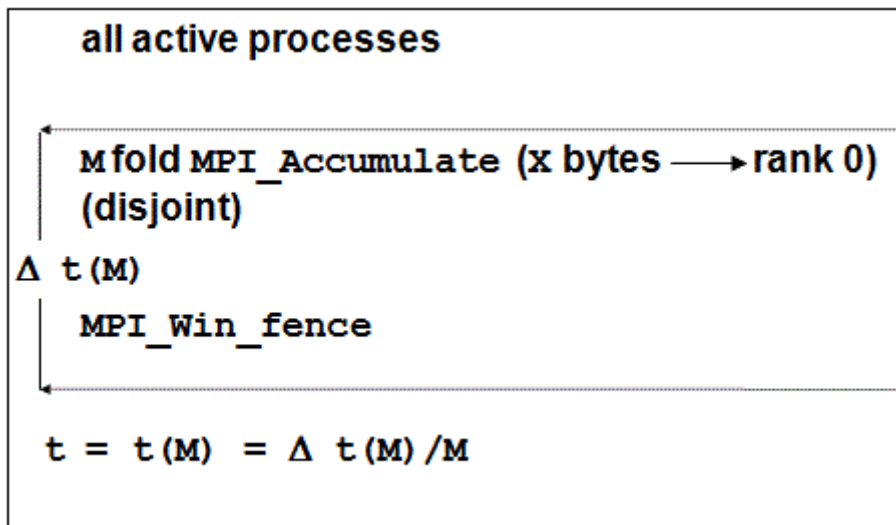 all active processes
M fold MPI_Accumulate (x bytes → rank 0)
(disjoint)
Δ t(M)
MPI_Win_fence
t = t(M) = Δ t(M)/M